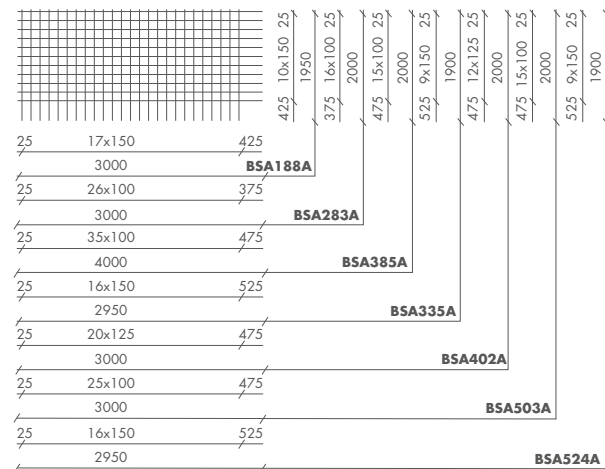 25 10x150 425
1950
25 16x100 375
2000
25 15x100 475
2000
25 9x150 525
1900
25 12x125 475
2000
25 15x100 475
2000
25 9x150 525
1900
25 17x150 425
3000 BSA188A
25 26x100 375
3000 BSA283A
25 35x100 475
4000 BSA385A
25 16x150 525
2950 BSA335A
25 20x125 475
3000 BSA402A
25 25x100 475
3000 BSA503A
25 16x150 525
2950 BSA524A